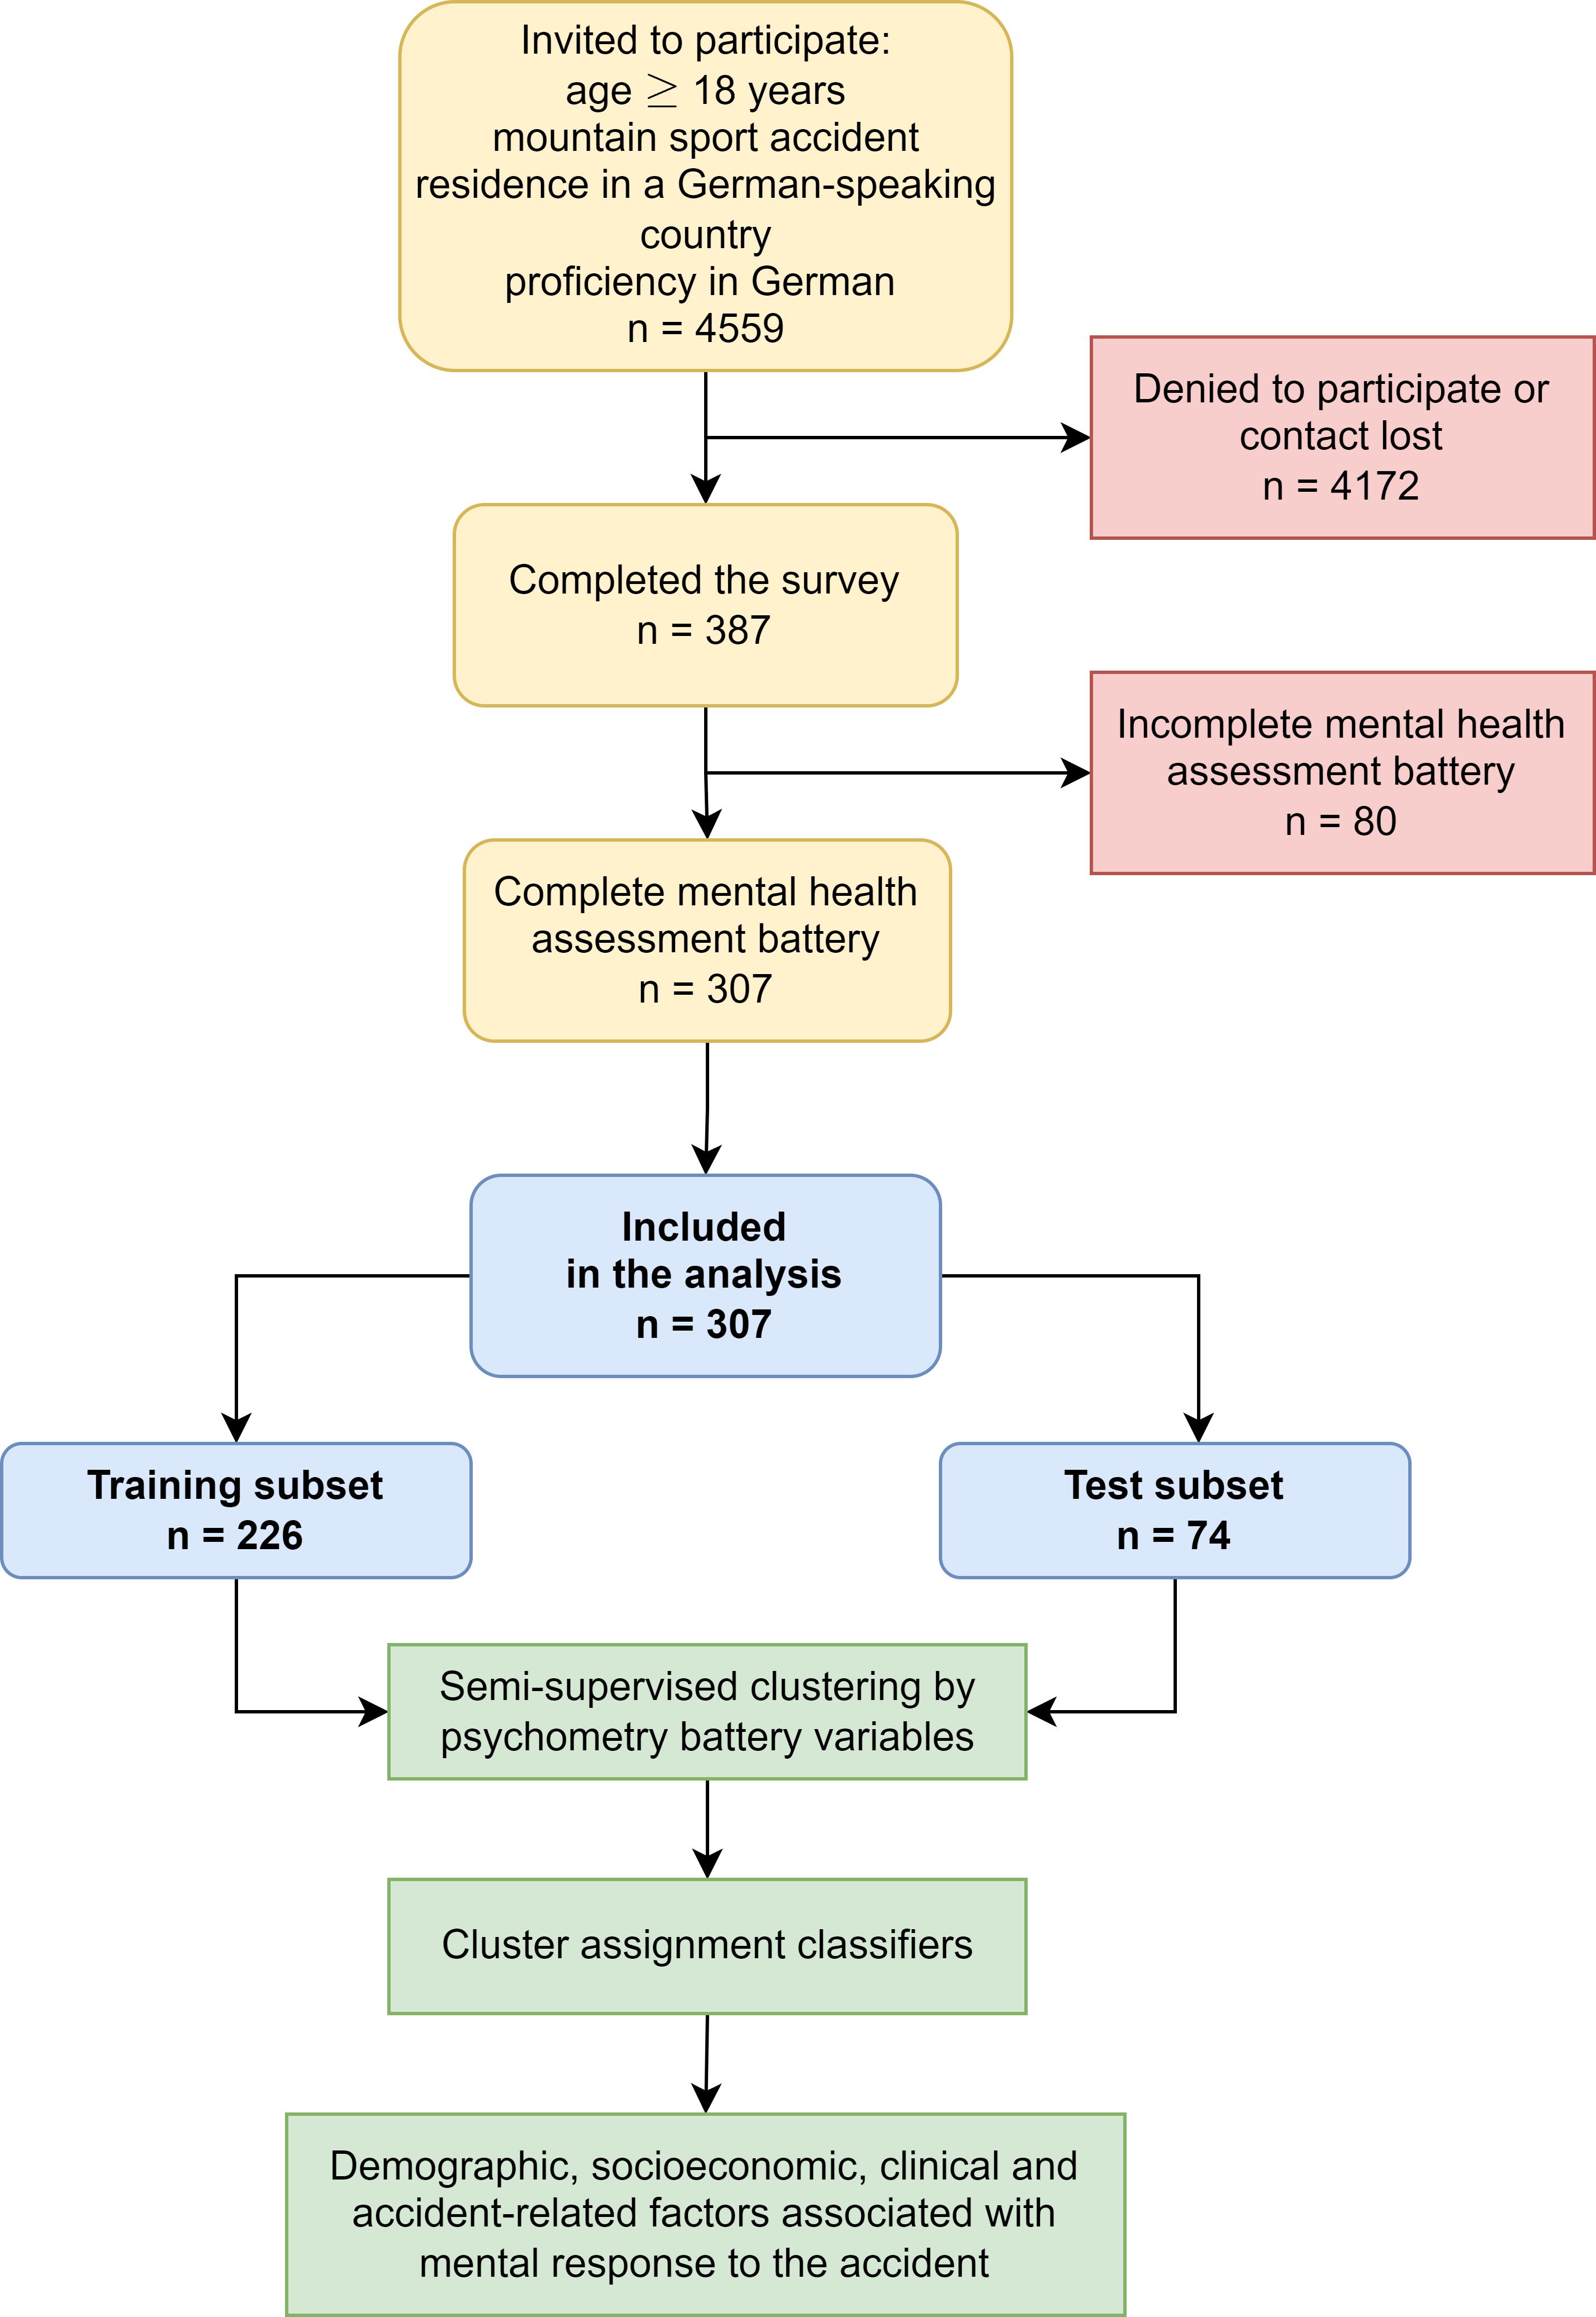 Invited to participate:
age ≥ 18 years
mountain sport accident
residence in a German-speaking
country
proficiency in German
n = 4559
Denied to participate or
contact lost
n = 4172
Completed the survey
n = 387
Incomplete mental health
assessment battery
n = 80
Complete mental health
assessment battery
n = 307
Included
in the analysis
n = 307
Training subset
n = 226
Test subset
n = 74
Semi-supervised clustering by
psychometry battery variables
Cluster assignment classifiers
Demographic, socioeconomic, clinical and
accident-related factors associated with
mental response to the accident